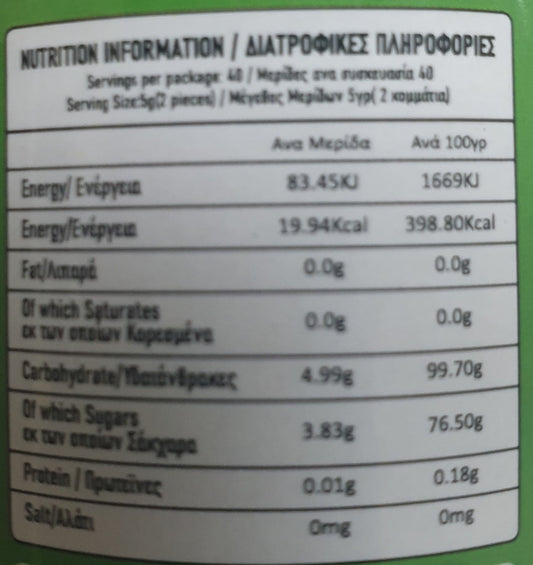 NUTRITION INFORMATION / ΔΙΑΤΡΟΦΙΚΕΣ ΠΛΗΡΟΦΟΡΙΕΣ
Servings per package: 40 / Μερίδες ανα συσκευασία 40
Serving Size:5g(2 pieces) / Μέγεθος Μερίδων 5γρ( 2 κομμάτια)
Ανα Μερίδα Ανά 100γρ
Energy/ Ενέργεια 83.45KJ 1669KJ
Energy/Ενέργεια 19.94Kcal 398.80Kcal
Fat/Λιπαρά 0.0g 0.0g
Of which Saturates
εκ των οποίων Κορεσμένα 0.0g 0.0g
Carbohydrate/Υδατάνθρακες 4.99g 99.70g
Of which Sugars
εκ των οποίων Σάκχαρα 3.83g 76.50g
Protein / Πρωτεΐνες 0.01g 0.18g
Salt/Αλάτι 0mg 0mg